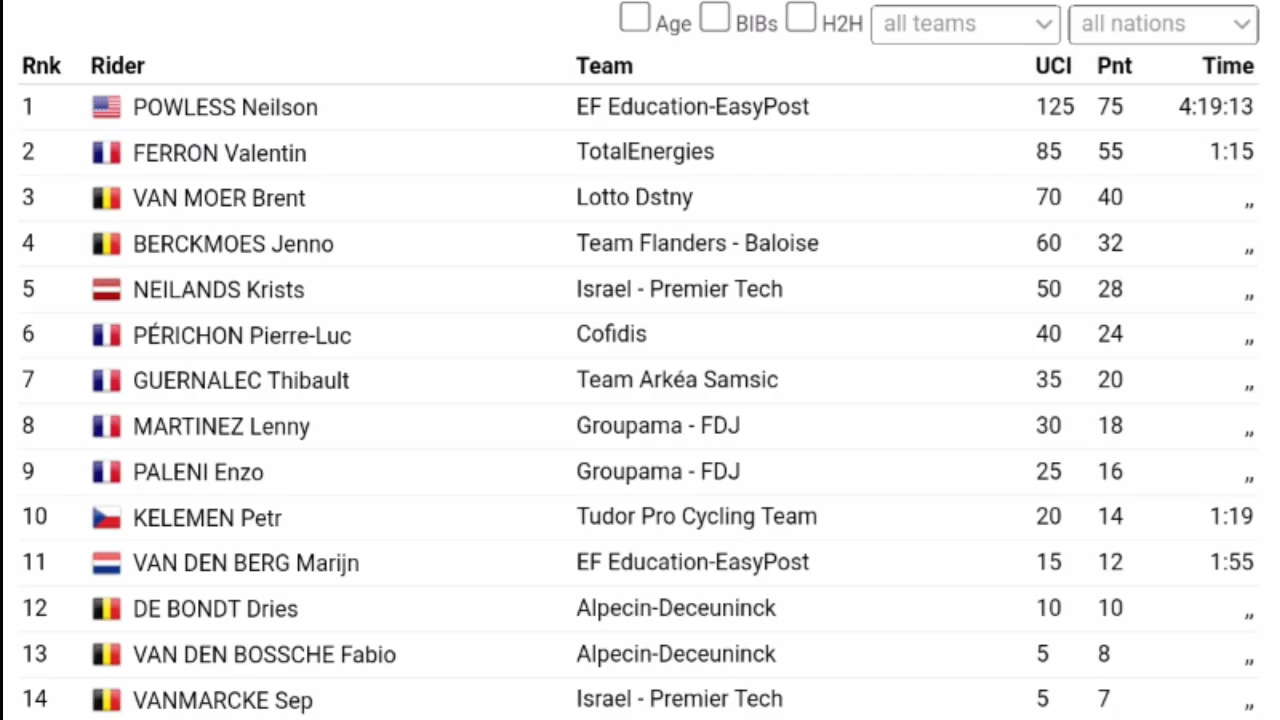 Age BIBs H2H all teams all nations
Rnk Rider Team UCI Pnt Time
1 POWLESS Neilson EF Education-EasyPost 125 75 4:19:13
2 FERRON Valentin TotalEnergies 85 55 1:15
3 VAN MOER Brent Lotto Dstny 70 40 „
4 BERCKMOES Jenno Team Flanders - Baloise 60 32 „
5 NEILANDS Krists Israel - Premier Tech 50 28 „
6 PÉRICHON Pierre-Luc Cofidis 40 24 „
7 GUERNALEC Thibault Team Arkéa Samsic 35 20 „
8 MARTINEZ Lenny Groupama - FDJ 30 18 „
9 PALENI Enzo Groupama - FDJ 25 16 „
10 KELEMEN Petr Tudor Pro Cycling Team 20 14 1:19
11 VAN DEN BERG Marijn EF Education-EasyPost 15 12 1:55
12 DE BONDT Dries Alpecin-Deceuninck 10 10 „
13 VAN DEN BOSSCHE Fabio Alpecin-Deceuninck 5 8 „
14 VANMARCKE Sep Israel - Premier Tech 5 7 „